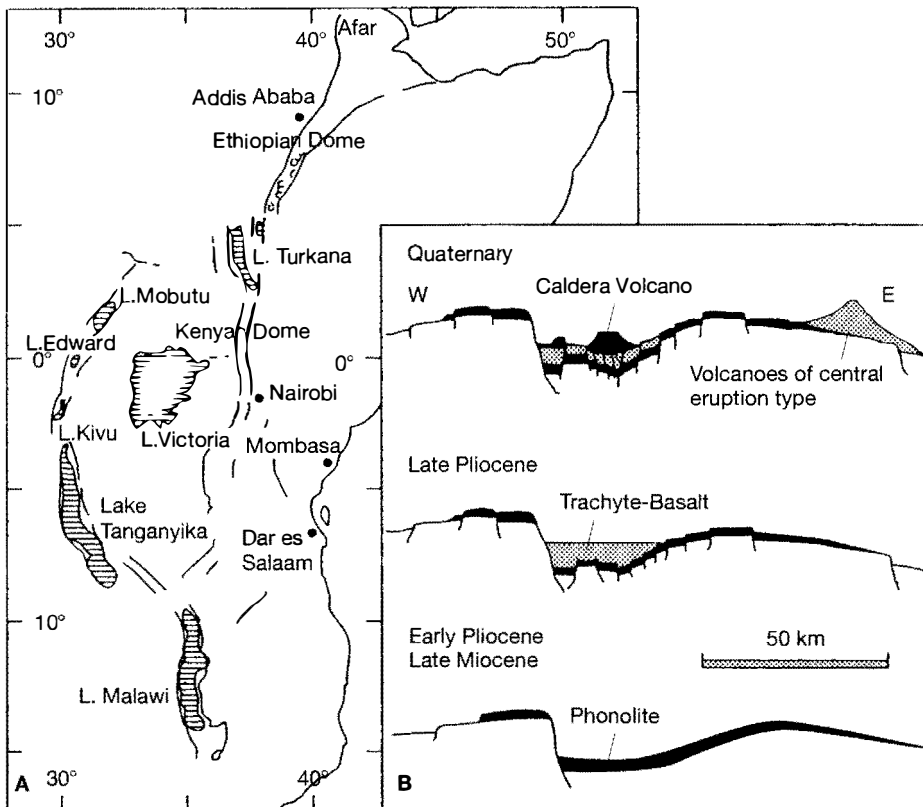 30°
40°
Afar
50°
10°
Addis Ababa
Ethiopian Dome
L. Turkana
L.Mobutu
Kenya Dome
L.Edward
0°
0°
Nairobi
L.Kivu
L.Victoria
Mombasa
Lake
Tanganyika
Dar es
Salaam
10°
L. Malawi
A
30°
40°
Quaternary
W
Caldera Volcano
E
Volcanoes of central
eruption type
Late Pliocene
Trachyte-Basalt
Early Pliocene
Late Miocene
50 km
Phonolite
B